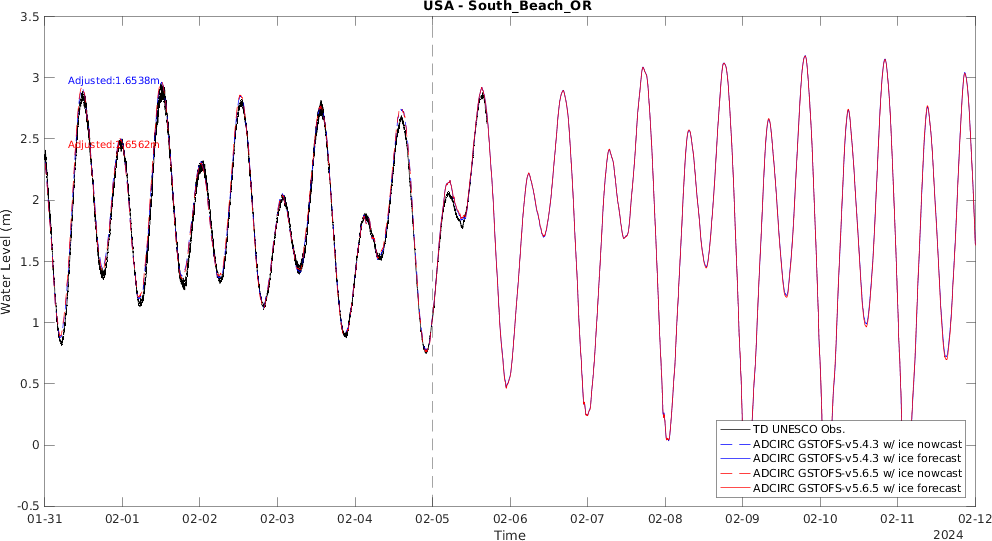 USA - South_Beach_OR
3.5
3
2.5
2
1.5
1
0.5
0
-0.5
Water Level (m)
Adjusted:1.6538m
Adjusted:1.6562m
TD UNESCO Obs.
ADCIRC GSTOFS-v5.4.3 w/ ice nowcast
ADCIRC GSTOFS-v5.4.3 w/ ice forecast
ADCIRC GSTOFS-v5.6.5 w/ ice nowcast
ADCIRC GSTOFS-v5.6.5 w/ ice forecast
01-31 02-01 02-02 02-03 02-04 02-05 02-06 02-07 02-08 02-09 02-10 02-11 02-12
Time
2024